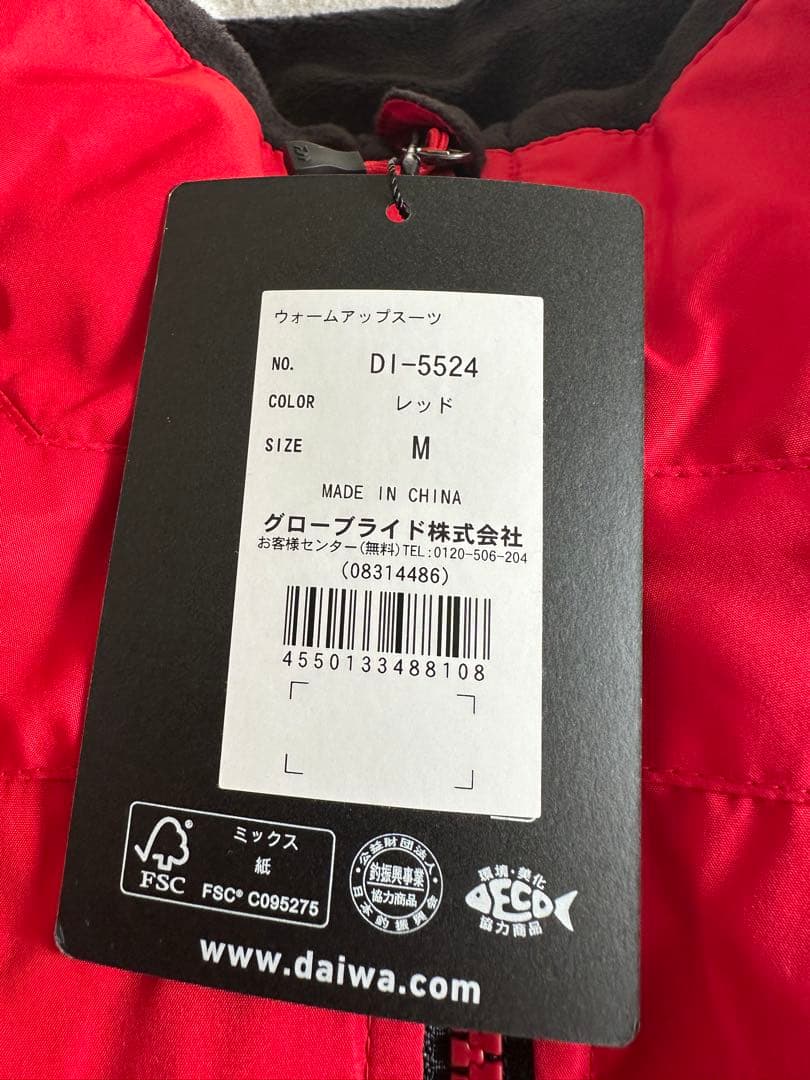 ウォームアップスーツ
NO. DI-5524
COLOR レッド
SIZE M
MADE IN CHINA
グローブライド株式会社
お客様センター(無料)TEL:0120-506-204
(08314486)
4550133488108
FSC
ミックス
紙
FSC® C095275
公益財団法人
釣振興事業
協力商品
日本釣振興会
環境・美化
ECO
協力商品
www.daiwa.com